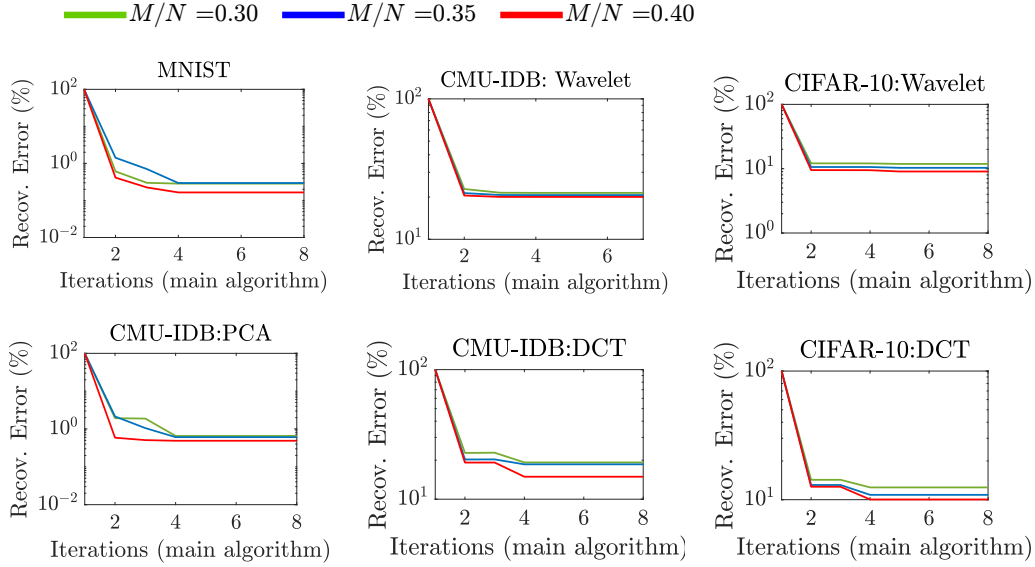 M/N =0.30 M/N =0.35 M/N =0.40
MNIST
Recov. Error (%)
10^2
10^0
10^-2
2 4 6 8
Iterations (main algorithm)
CMU-IDB: Wavelet
Recov. Error (%)
10^2
10^1
2 4 6
Iterations (main algorithm)
CIFAR-10:Wavelet
Recov. Error (%)
10^2
10^1
10^0
2 4 6 8
Iterations (main algorithm)
CMU-IDB:PCA
Recov. Error (%)
10^2
10^0
10^-2
2 4 6 8
Iterations (main algorithm)
CMU-IDB:DCT
Recov. Error (%)
10^2
10^1
2 4 6 8
Iterations (main algorithm)
CIFAR-10:DCT
Recov. Error (%)
10^2
10^1
2 4 6 8
Iterations (main algorithm)